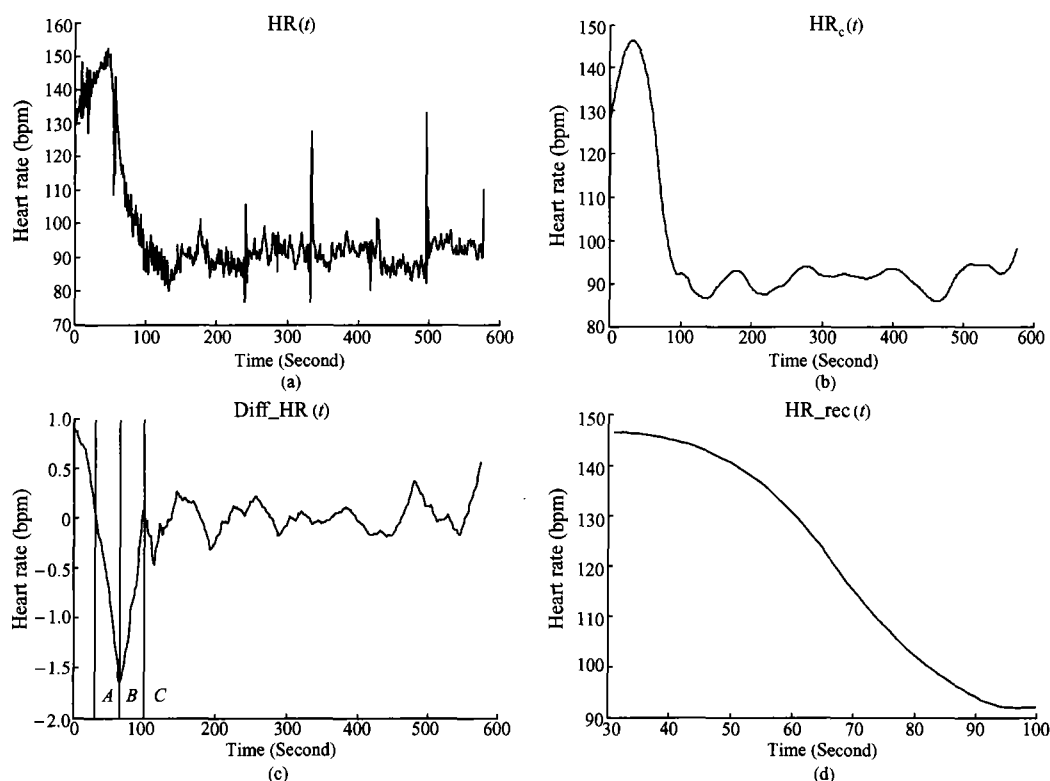 HR(t)
160
150
140
130
120
110
100
90
80
70
0 100 200 300 400 500 600
Heart rate (bpm)
Time (Second)
(a)
HRc(t)
150
140
130
120
110
100
90
80
0 100 200 300 400 500 600
Heart rate (bpm)
Time (Second)
(b)
Diff_HR (t)
1.0
0.5
0
−0.5
−1.0
−1.5
−2.0
A B C
0 100 200 300 400 500 600
Heart rate (bpm)
Time (Second)
(c)
HR_rec(t)
150
140
130
120
110
100
90
30 40 50 60 70 80 90 100
Heart rate (bpm)
Time (Second)
(d)